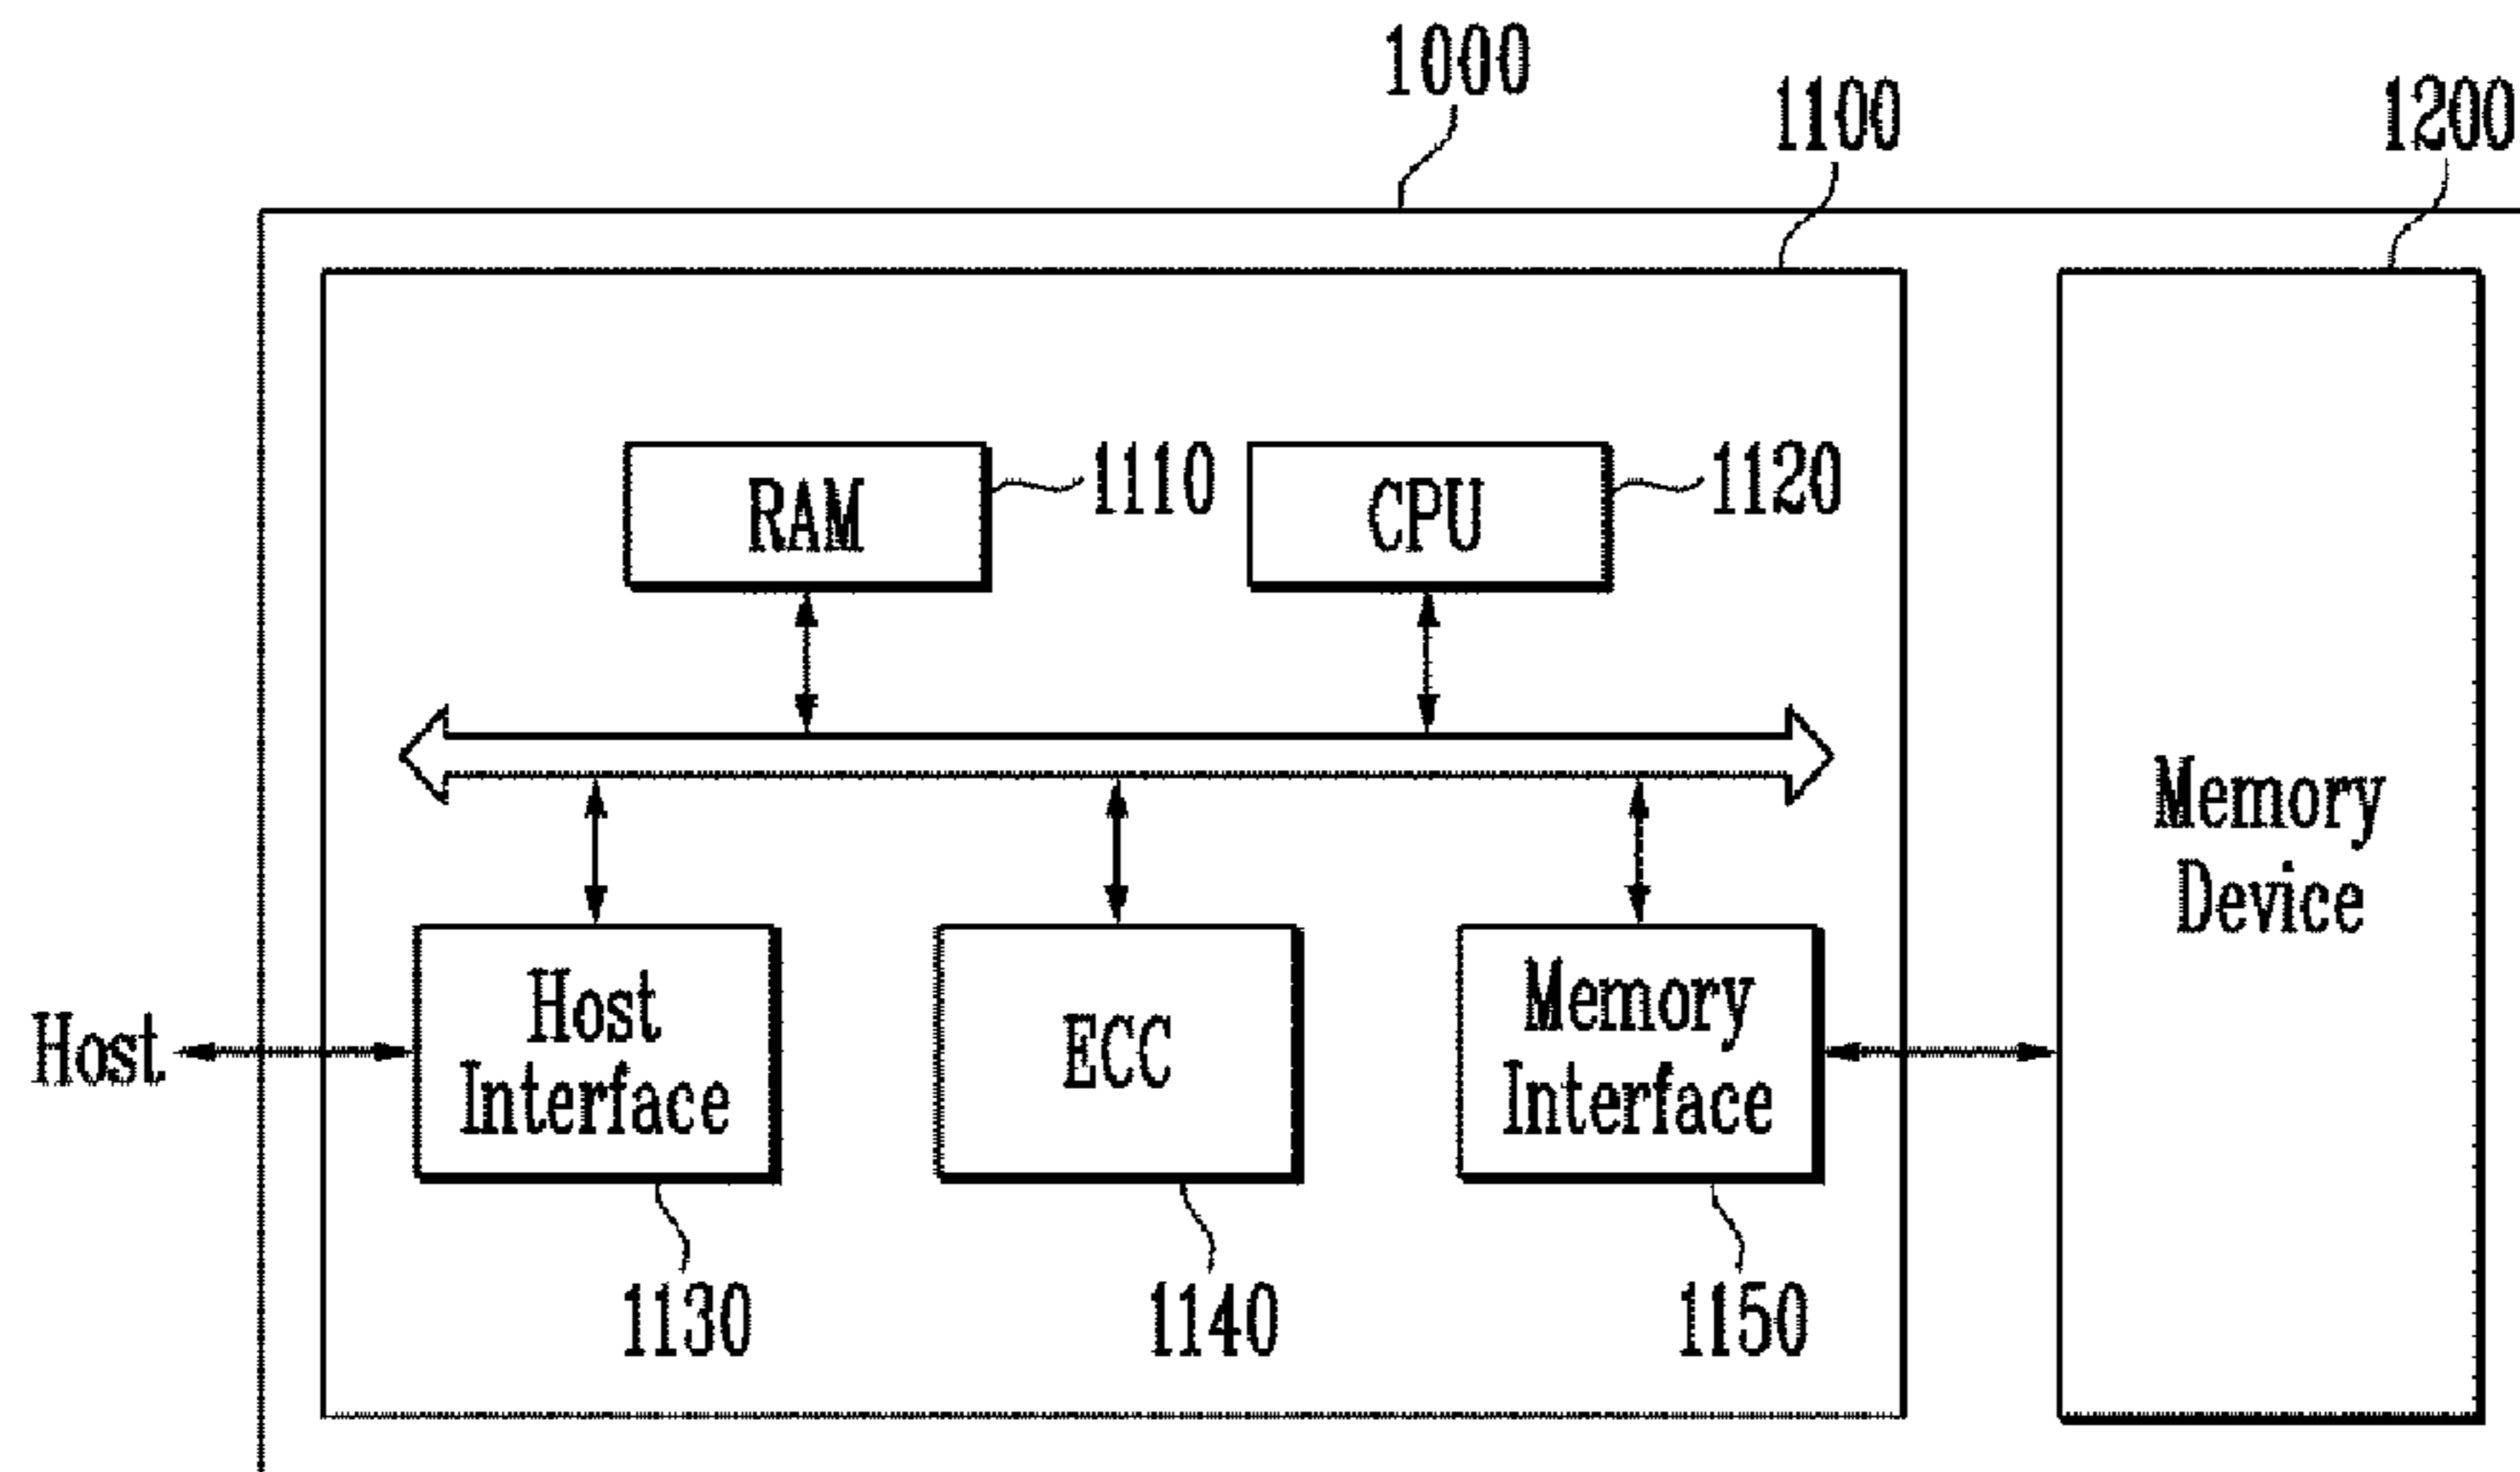 1000
1100
1200
RAM
1110
CPU
1120
Memory
Device
Host
Host
Interface
ECC
Memory
Interface
1130
1140
1150